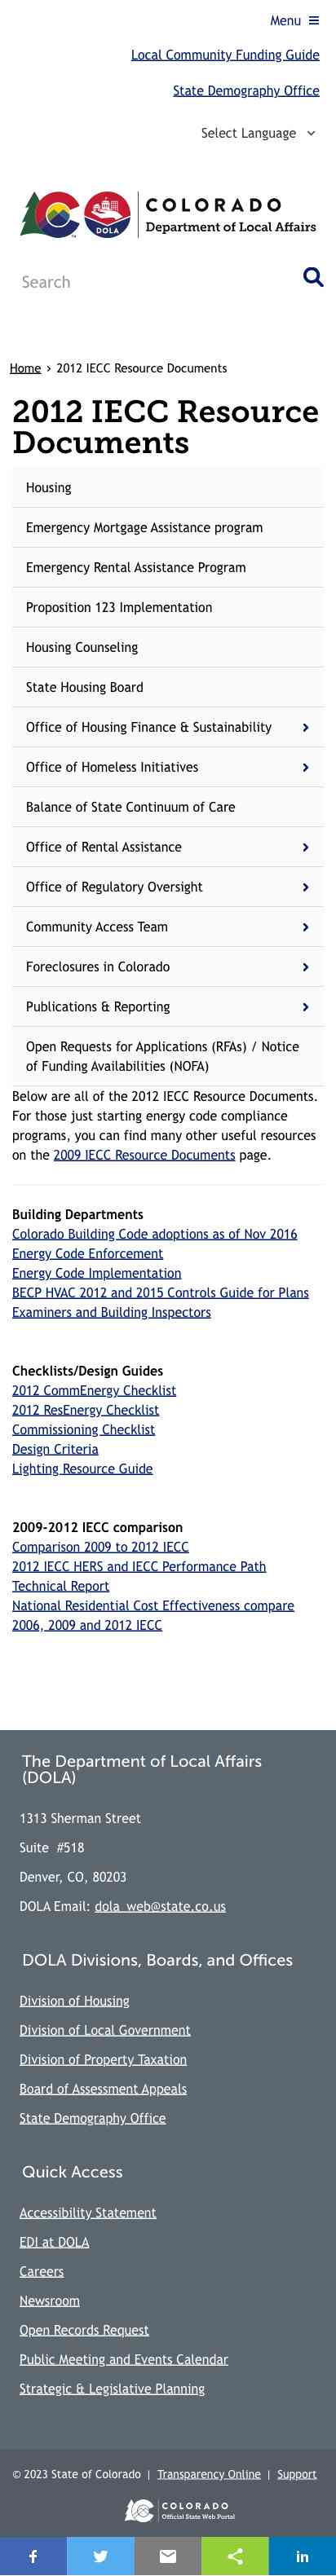 Menu
Local Community Funding Guide
State Demography Office
Select Language
COLORADO
Department of Local Affairs
DOLA
Search
Home > 2012 IECC Resource Documents
2012 IECC Resource
Documents
Housing
Emergency Mortgage Assistance program
Emergency Rental Assistance Program
Proposition 123 Implementation
Housing Counseling
State Housing Board
Office of Housing Finance & Sustainability
Office of Homeless Initiatives
Balance of State Continuum of Care
Office of Rental Assistance
Office of Regulatory Oversight
Community Access Team
Foreclosures in Colorado
Publications & Reporting
Open Requests for Applications (RFAs) / Notice
of Funding Availabilities (NOFA)
Below are all of the 2012 IECC Resource Documents.
For those just starting energy code compliance
programs, you can find many other useful resources
on the 2009 IECC Resource Documents page.
Building Departments
Colorado Building Code adoptions as of Nov 2016
Energy Code Enforcement
Energy Code Implementation
BECP HVAC 2012 and 2015 Controls Guide for Plans
Examiners and Building Inspectors
Checklists/Design Guides
2012 CommEnergy Checklist
2012 ResEnergy Checklist
Commissioning Checklist
Design Criteria
Lighting Resource Guide
2009-2012 IECC comparison
Comparison 2009 to 2012 IECC
2012 IECC HERS and IECC Performance Path
Technical Report
National Residential Cost Effectiveness compare
2006, 2009 and 2012 IECC
The Department of Local Affairs
(DOLA)
1313 Sherman Street
Suite #518
Denver, CO, 80203
DOLA Email: dola_web@state.co.us
DOLA Divisions, Boards, and Offices
Division of Housing
Division of Local Government
Division of Property Taxation
Board of Assessment Appeals
State Demography Office
Quick Access
Accessibility Statement
EDI at DOLA
Careers
Newsroom
Open Records Request
Public Meeting and Events Calendar
Strategic & Legislative Planning
© 2023 State of Colorado | Transparency Online | Support
COLORADO
Official State Web Portal